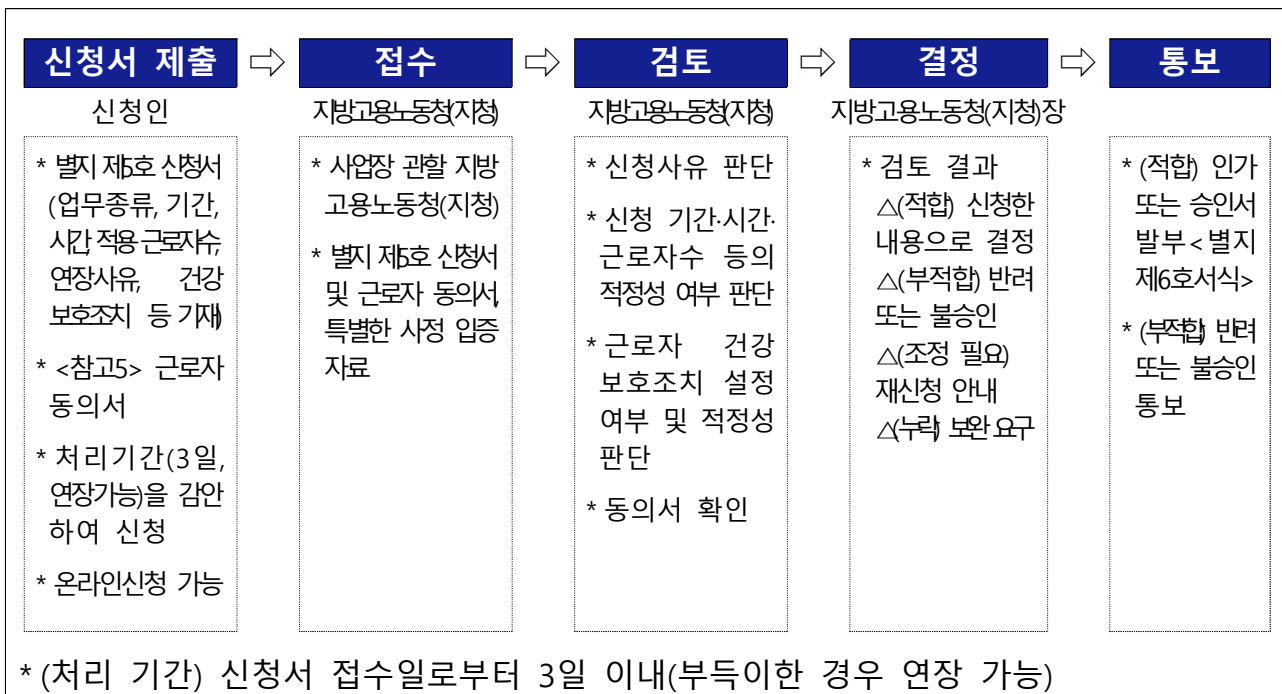 신청서 제출 ⇨ 접수 ⇨ 검토 ⇨ 결정 ⇨ 통보
신청인
* 별지 제5호 신청서
(업무종류, 기간,
시간, 적용 근로자수,
연장사유, 건강
보호조치 등 기재)
* <참고5> 근로자
동의서
* 처리기간(3일,
연장가능)을 감안
하여 신청
* 온라인신청 가능
지방고용노동청(지청)
* 사업장 관할 지방
고용노동청(지청)
* 별지 제5호 신청서
및 근로자 동의서,
특별한 사정 입증
자료
지방고용노동청(지청)
* 신청사유 판단
* 신청 기간·시간·
근로자수 등의
적정성 여부 판단
* 근로자 건강
보호조치 설정
여부 및 적정성
판단
* 동의서 확인
지방고용노동청(지청)장
* 검토 결과
△(적합) 신청한
내용으로 결정
△(부적합) 반려
또는 불승인
△(조정 필요)
재신청 안내
△(누락) 보완 요구
* (적합) 인가
또는 승인서
발부<별지
제6호서식>
* (부적합) 반려
또는 불승인
통보
* (처리 기간) 신청서 접수일로부터 3일 이내(부득이한 경우 연장 가능)